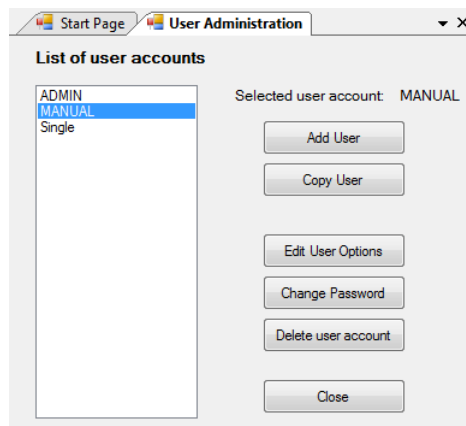 Start Page
User Administration
List of user accounts
ADMIN
MANUAL
Single
Selected user account: MANUAL
Add User
Copy User
Edit User Options
Change Password
Delete user account
Close